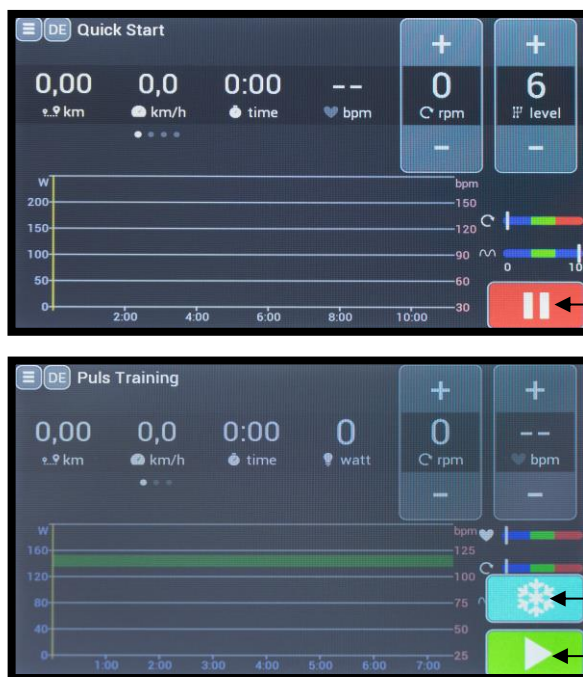 DE Quick Start
+ +
0,00 0,0 0:00 -- 0 6
km km/h time bpm rpm level
- -
W bpm
200 150
150 120
100 90
50 60
0 30
0 10
2:00 4:00 6:00 8:00 10:00
DE Puls Training
+ +
0,00 0,0 0:00 0 0 --
km km/h time watt rpm bpm
- -
W bpm
160 125
120 100
80 75
40 50
0 25
1:00 2:00 3:00 4:00 5:00 6:00 7:00